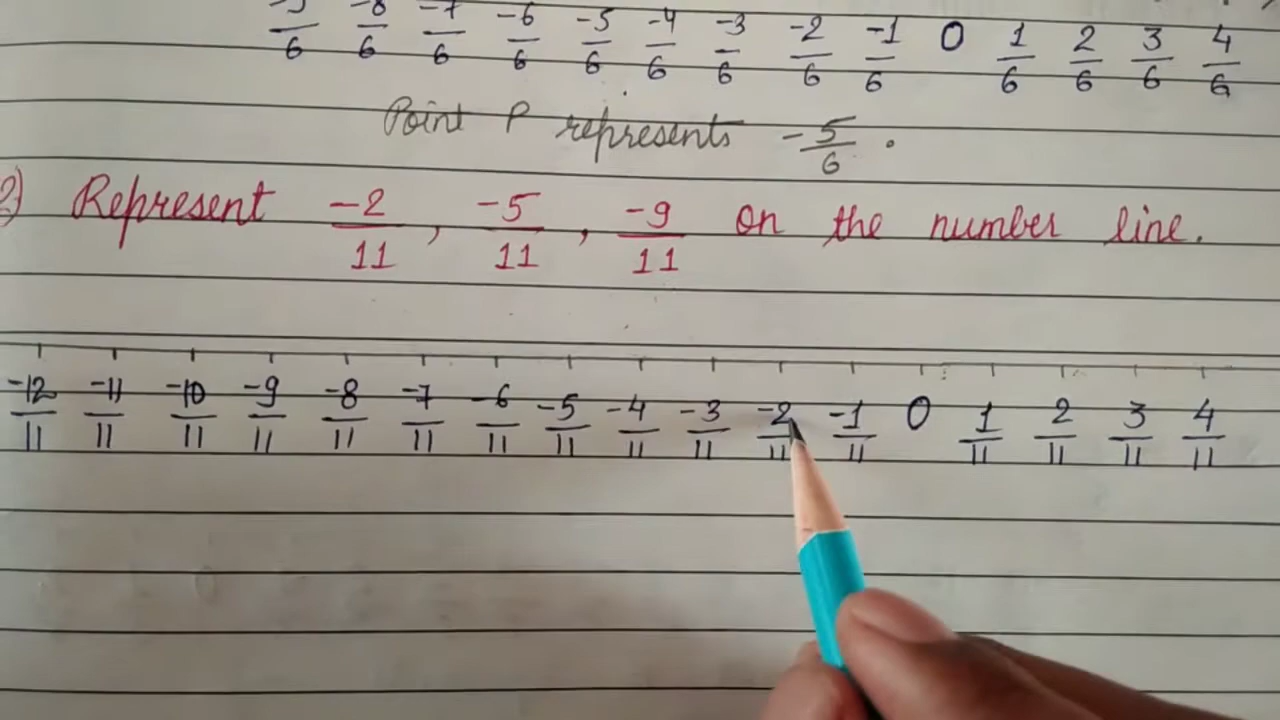 -8/6 -7/6 -6/6 -5/6 -4/6 -3/6 -2/6 -1/6 0 1/6 2/6 3/6 4/6
Point P represents -5/6.
2) Represent -2/11, -5/11, -9/11 on the number line.
-12/11 -11/11 -10/11 -9/11 -8/11 -7/11 -6/11 -5/11 -4/11 -3/11 -2/11 -1/11 0 1/11 2/11 3/11 4/11